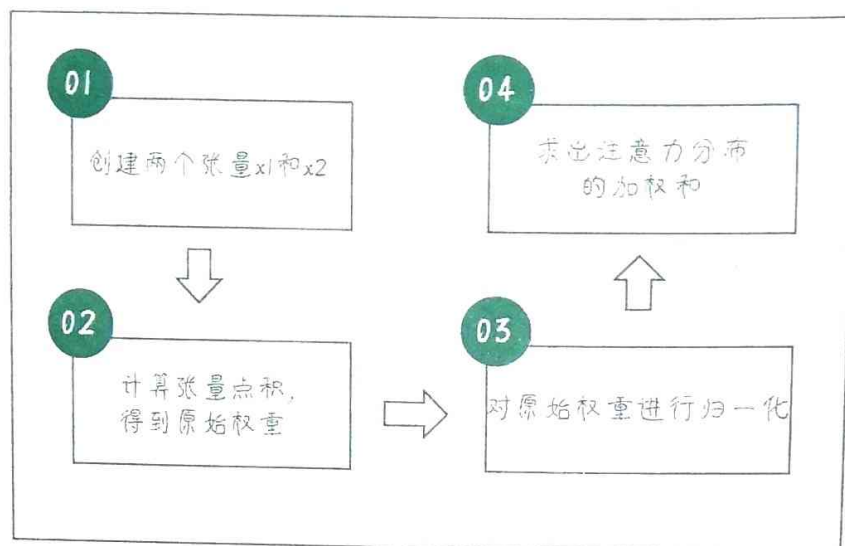 01
创建两个张量x1和x2
02
计算张量点积,
得到原始权重
03
对原始权重进行归一化
04
求出注意力分布
的加权和